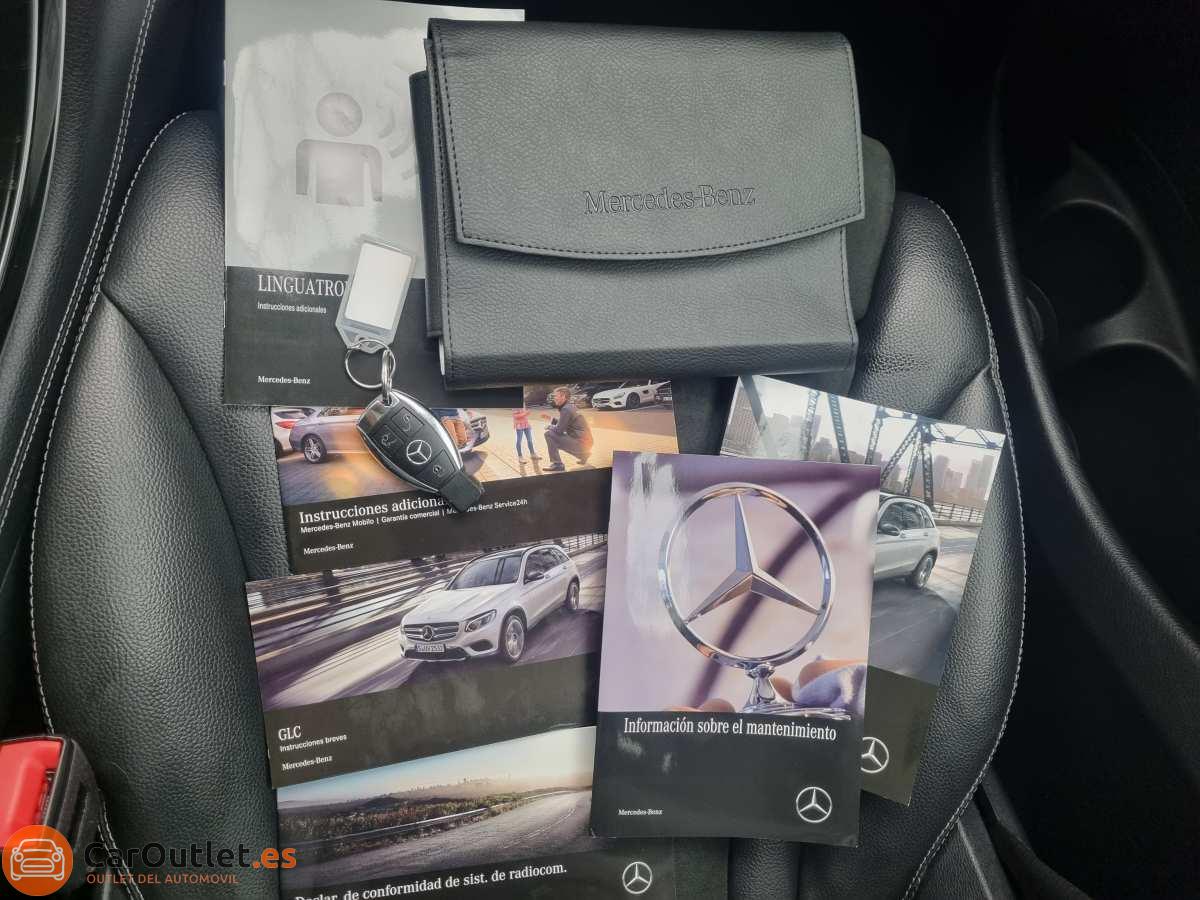 Mercedes-Benz
LINGUATRO
Instrucciones adicionales
Mercedes-Benz
Instrucciones adiciona
Mercedes-Benz Mobilo | Garantía comercial | M Benz Service24h
Mercedes-Benz
GLC
Instrucciones breves
Mercedes-Benz
Información sobre el mantenimiento
Mercedes-Benz
Declar. de conformidad de sist. de radiocom.
CarOutlet.es
OUTLET DEL AUTOMOVIL